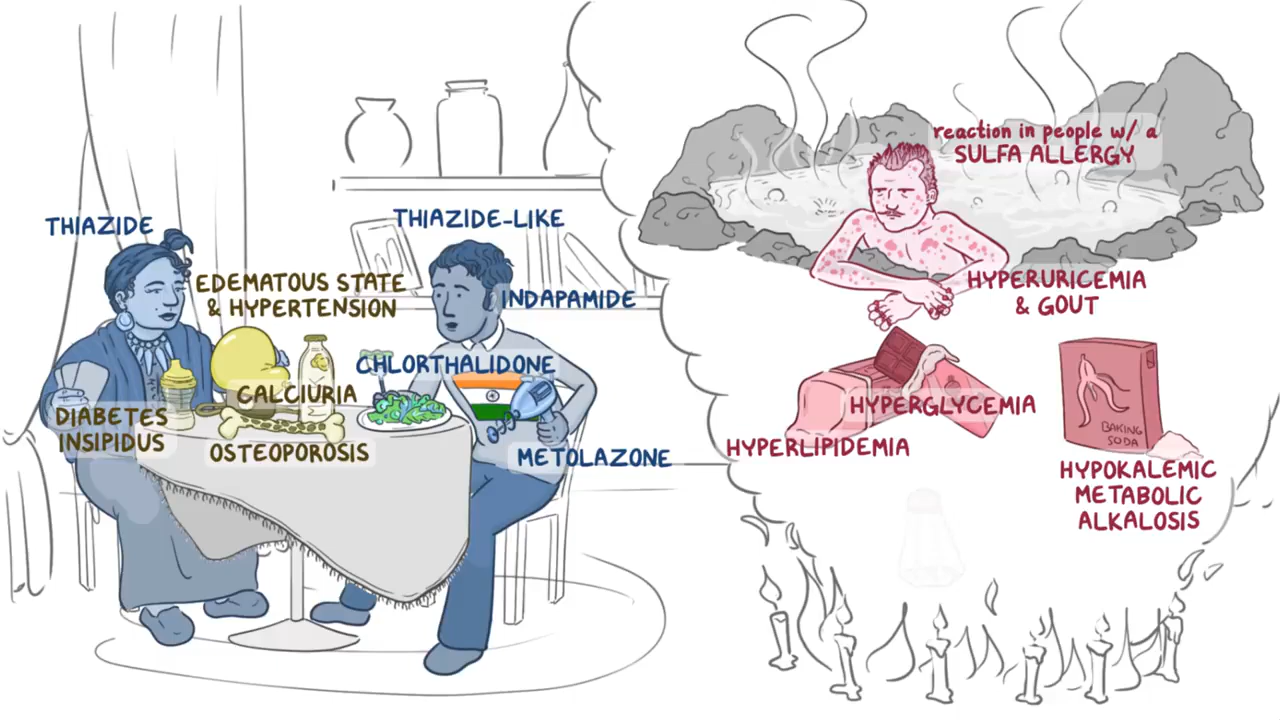 THIAZIDE
THIAZIDE-LIKE
EDEMATOUS STATE
& HYPERTENSION
INDAPAMIDE
CHLORTHALIDONE
CALCIURIA
DIABETES
INSIPIDUS
OSTEOPOROSIS
METOLAZONE
reaction in people w/ a
SULFA ALLERGY
HYPERURICEMIA
& GOUT
HYPERGLYCEMIA
HYPERLIPIDEMIA
BAKING
SODA
HYPOKALEMIC
METABOLIC
ALKALOSIS